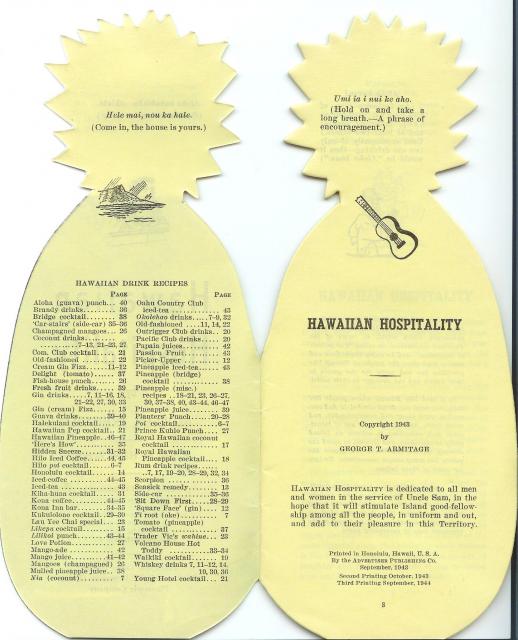 Hele mai, nou ka hale.
(Come in, the house is yours.)
HAWAIIAN DRINK RECIPES
PAGE
Aloha (guava) punch... 40
Brandy drinks.......... 36
Bridge cocktail......... 38
'Car-stairs' (side-car) 35-36
Champagned mangoes.. 26
Coconut drinks..........
.......7-13, 21-23, 27
Com. Club cocktail..... 21
Old-fashioned .......... 22
Cream Gin Fizz......11-12
Delight (tomato)....... 37
Fish-house punch....... 26
Fresh fruit drinks....... 39
Gin drinks......7, 11-16, 18,
21-22, 27, 30, 33
Gin (cream) Fizz....... 15
Guava drinks........39-40
Halekulani cocktail...... 19
Hawaiian Pep cocktail.. 21
Hawaiian Pineapple..46-47
'Here's How'........... 35
Hidden Sneeze......31-32
Hilo Iced Coffee.....44, 45
Hilo pol cocktail.......6-7
Honolulu cocktail....... 14
Iced-coffee ..........44-45
Iced-tea ................ 43
Kiha-huna cocktail..... 31
Kona coffee..........44-45
Kona Inn bar........34-35
Kukulolono cocktail..29-30
Lau Yee Chai special... 23
Likeya cocktail......... 15
Lilikoi punch........43-44
Love Potion............ 27
Mango-ade ............ 42
Mango juice..........41-42
Mangoes (champagned) 26
Mulled pineapple juice.. 38
Niu (coconut)......... 7
PAGE
Oahu Country Club
iced-tea ............. 43
Okolehao drinks.....7-9, 32
Old-fashioned ....11, 14, 22
Outrigger Club drinks.. 20
Pacific Club drinks..... 20
Papaia juices........... 42
Passion Fruit........... 43
Picker-Upper .......... 12
Pineapple iced-tea...... 43
Pineapple (bridge)
cocktail .............. 38
Pineapple (misc.)
recipes ..18-21, 23, 26-27,
30, 37-38, 40, 43-44, 46-47
Pineapple juice......... 39
Planters' Punch.....20-28
Poi cocktail...........6-7
Prince Kuhio Punch.... 27
Royal Hawaiian coconut
cocktail .............. 17
Royal Hawaiian
Pineapple cocktail.... 18
Rum drink recipes......
..7, 17, 19-20, 28-29, 32, 34
Scorpion ............... 36
Seasick remedy......... 13
Side-car .............35-36
Sit Down First......28-29
'Square Face' (gin).... 12
Ti root (oke).......... 7
Tomato (pineapple)
cocktail .............. 37
Trader Vic's
Volcano House Hot
Toddy .............33-34
Waikiki cocktail........ 19
Whiskey drinks 7, 11-12, 14,
10, 30, 36
Young Hotel cocktail... 21
Umi ia i nui ke aho.
(Hold on and take a
long breath.—A phrase of
encouragement.)
HAWAIIAN HOSPITALITY
Copyright 1943
by
GEORGE T. ARMITAGE
HAWAIIAN HOSPITALITY is dedicated to all men
and women in the service of Uncle Sam, in the
hope that it will stimulate Island good-fellow-
ship among all the people, in uniform and out,
and add to their pleasure in this Territory.
Printed in Honolulu, Hawaii, U. S. A.
By the ADVERTISER PUBLISHING CO.
September, 1943
Second Printing October, 1943
Third Printing September, 1944
3